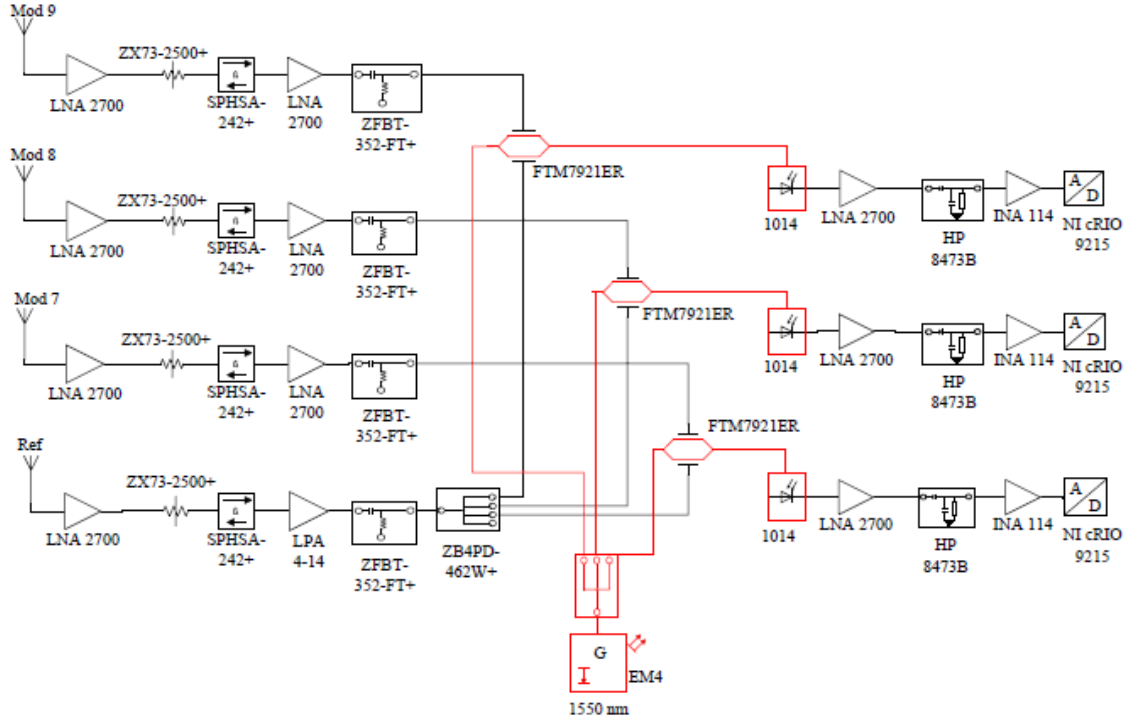 Mod 9
ZX73-2500+
G
LNA 2700
SPHSA-
242+
LNA
2700
ZFBT-
352-FT+
FTM7921ER
1014
LNA 2700
HP
8473B
INA 114
A
D
NI cRIO
9215
Mod 8
ZX73-2500+
G
LNA 2700
SPHSA-
242+
LNA
2700
ZFBT-
352-FT+
FTM7921ER
1014
LNA 2700
HP
8473B
INA 114
A
D
NI cRIO
9215
Mod 7
ZX73-2500+
G
LNA 2700
SPHSA-
242+
LNA
2700
ZFBT-
352-FT+
FTM7921ER
1014
LNA 2700
HP
8473B
INA 114
A
D
NI cRIO
9215
Ref
ZX73-2500+
G
LNA 2700
SPHSA-
242+
LPA
4-14
ZFBT-
352-FT+
ZB4PD-
462W+
G
EM4
1550 nm